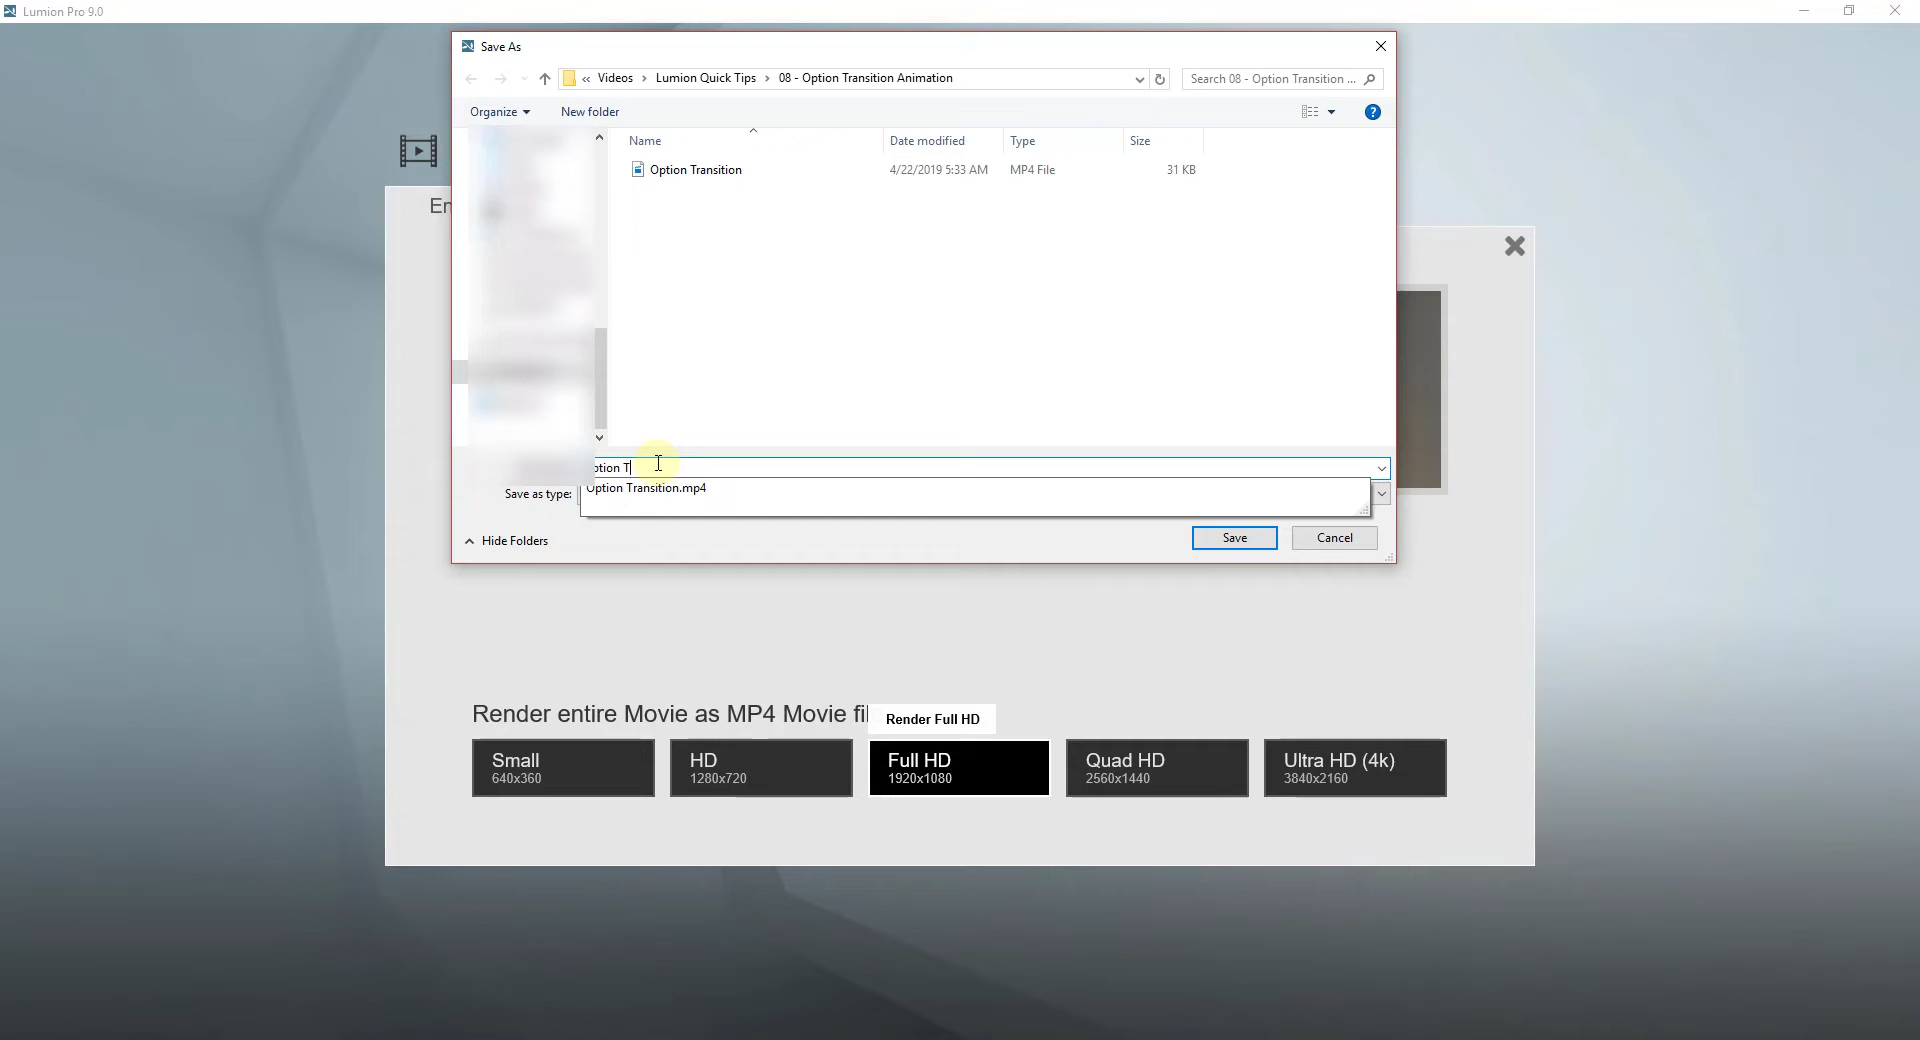 Lumion Pro 9.0
Save As
« Videos > Lumion Quick Tips > 08 - Option Transition Animation
Search 08 - Option Transition ...
Organize
New folder
?
Name
Date modified
Type
Size
Option Transition
4/22/2019 5:33 AM
MP4 File
31 KB
ption T
Option Transition.mp4
Save as type:
Hide Folders
Save
Cancel
En
Render entire Movie as MP4 Movie fil
Render Full HD
Small
640x360
HD
1280x720
Full HD
1920x1080
Quad HD
2560x1440
Ultra HD (4k)
3840x2160